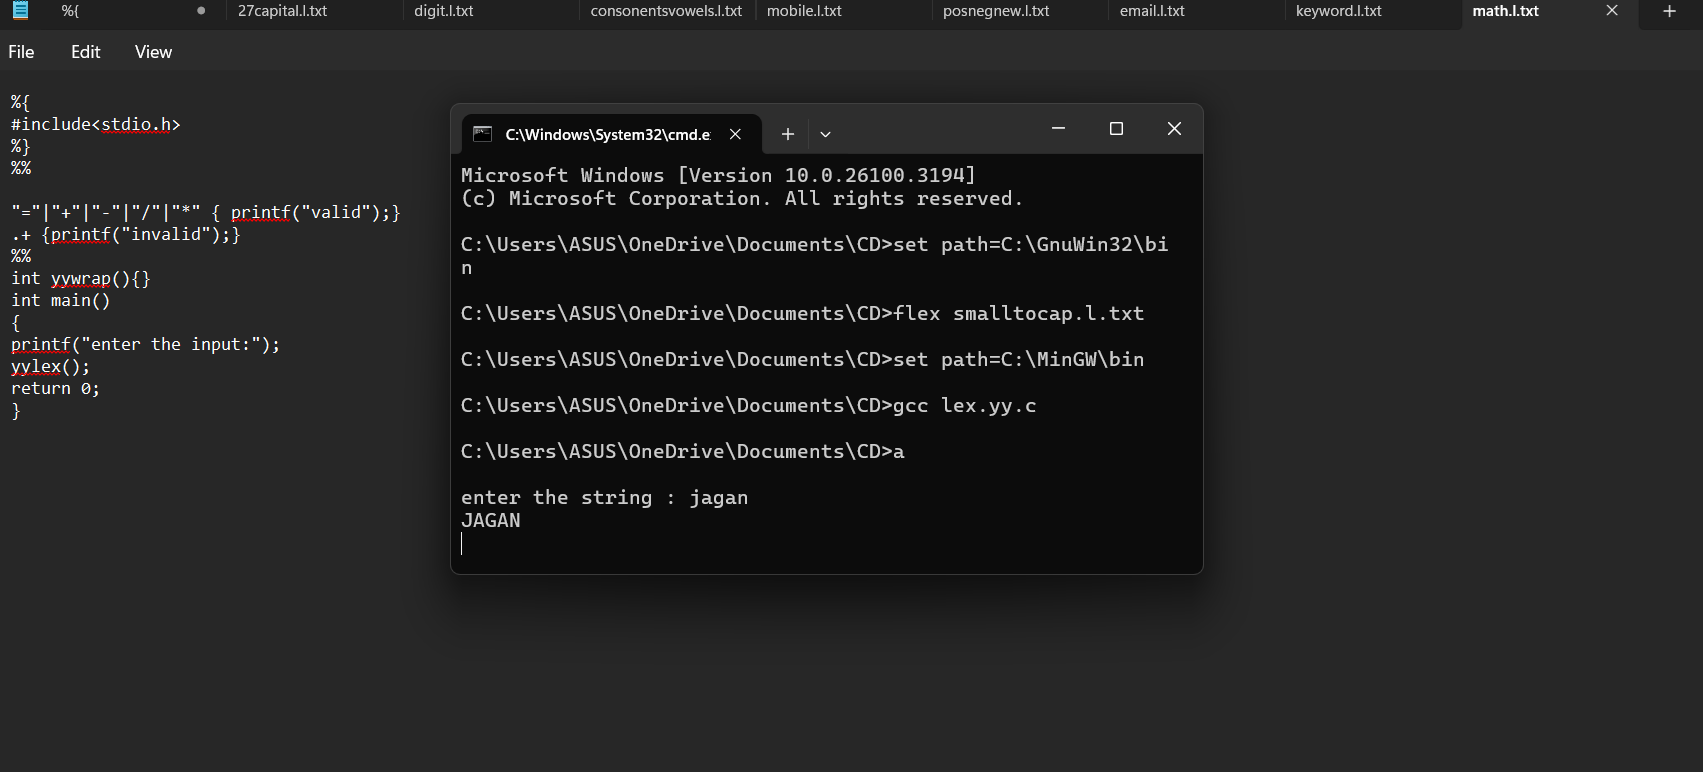 %{
27capital.l.txt
digit.l.txt
consonentsvowels.l.txt
mobile.l.txt
posnegnew.l.txt
email.l.txt
keyword.l.txt
math.l.txt
File Edit View
%{
#include<stdio.h>
%}
%%
"="|"+"|"-"|"/"|"*" { printf("valid");}
.+ {printf("invalid");}
%%
int yywrap(){}
int main()
{
printf("enter the input:");
yylex();
return 0;
}
C:\Windows\System32\cmd.e
Microsoft Windows [Version 10.0.26100.3194]
(c) Microsoft Corporation. All rights reserved.
C:\Users\ASUS\OneDrive\Documents\CD>set path=C:\GnuWin32\bi
n
C:\Users\ASUS\OneDrive\Documents\CD>flex smalltocap.l.txt
C:\Users\ASUS\OneDrive\Documents\CD>set path=C:\MinGW\bin
C:\Users\ASUS\OneDrive\Documents\CD>gcc lex.yy.c
C:\Users\ASUS\OneDrive\Documents\CD>a
enter the string : jagan
JAGAN